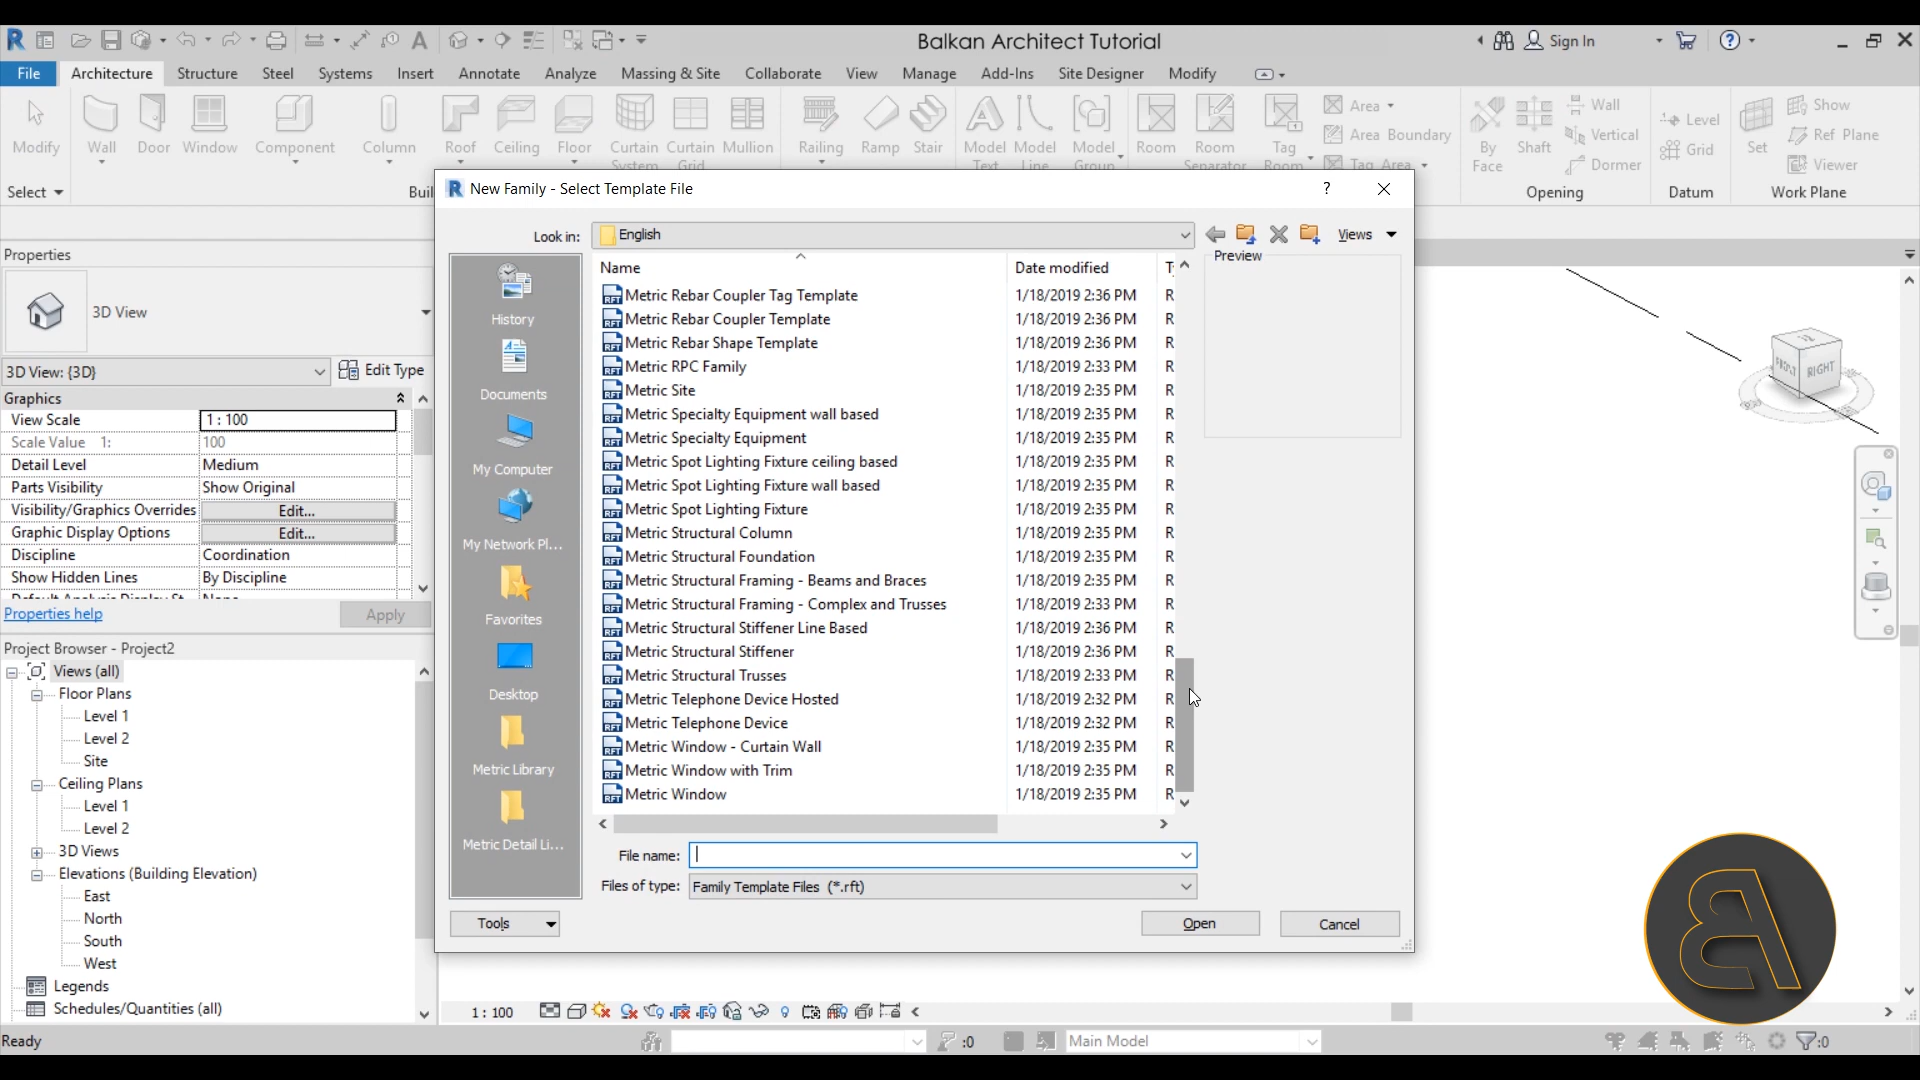 Balkan Architect Tutorial
Sign In
File Architecture Structure Steel Systems Insert Annotate Analyze Massing & Site Collaborate View Manage Add-Ins Site Designer Modify
Modify Wall Door Window Component Column Roof Ceiling Floor Curtain System Curtain Grid Mullion Railing Ramp Stair Model Text Model Line Model Group Room Room Separator Tag Room
Area
Area Boundary
Tag Area
By Face Shaft Wall Vertical Dormer
Level
Grid
Set Show Ref Plane Viewer
Select Buil Opening Datum Work Plane
Properties
3D View
3D View: {3D} Edit Type
Graphics
View Scale 1 : 100
Scale Value 1: 100
Detail Level Medium
Parts Visibility Show Original
Visibility/Graphics Overrides Edit...
Graphic Display Options Edit...
Discipline Coordination
Show Hidden Lines By Discipline
Properties help Apply
Project Browser - Project2
Views (all)
Floor Plans
Level 1
Level 2
Site
Ceiling Plans
Level 1
Level 2
3D Views
Elevations (Building Elevation)
East
North
South
West
Legends
Schedules/Quantities (all)
New Family - Select Template File
Look in: English Views
History
Documents
My Computer
My Network Pl...
Favorites
Desktop
Metric Library
Metric Detail Li...
Name Date modified T
Metric Rebar Coupler Tag Template 1/18/2019 2:36 PM R
Metric Rebar Coupler Template 1/18/2019 2:36 PM R
Metric Rebar Shape Template 1/18/2019 2:36 PM R
Metric RPC Family 1/18/2019 2:33 PM R
Metric Site 1/18/2019 2:35 PM R
Metric Specialty Equipment wall based 1/18/2019 2:35 PM R
Metric Specialty Equipment 1/18/2019 2:35 PM R
Metric Spot Lighting Fixture ceiling based 1/18/2019 2:35 PM R
Metric Spot Lighting Fixture wall based 1/18/2019 2:35 PM R
Metric Spot Lighting Fixture 1/18/2019 2:35 PM R
Metric Structural Column 1/18/2019 2:35 PM R
Metric Structural Foundation 1/18/2019 2:35 PM R
Metric Structural Framing - Beams and Braces 1/18/2019 2:35 PM R
Metric Structural Framing - Complex and Trusses 1/18/2019 2:33 PM R
Metric Structural Stiffener Line Based 1/18/2019 2:36 PM R
Metric Structural Stiffener 1/18/2019 2:36 PM R
Metric Structural Trusses 1/18/2019 2:33 PM R
Metric Telephone Device Hosted 1/18/2019 2:32 PM R
Metric Telephone Device 1/18/2019 2:32 PM R
Metric Window - Curtain Wall 1/18/2019 2:35 PM R
Metric Window with Trim 1/18/2019 2:35 PM R
Metric Window 1/18/2019 2:35 PM R
Preview
File name:
Files of type: Family Template Files (*.rft)
Tools Open Cancel
FRONT RIGHT
1 : 100
Ready :0 Main Model :0